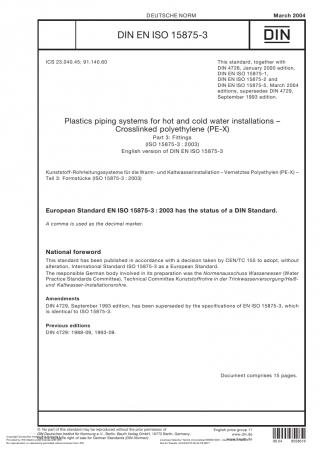 DEUTSCHE NORM
March 2004
DIN EN ISO 15875-3
DIN
ICS 23.040.45; 91.140.60
This standard, together with
DIN 4726, January 2000 edition,
DIN EN ISO 15875-1,
DIN EN ISO 15875-2 and
DIN EN ISO 15875-5, March 2004
editions, supersedes DIN 4729,
September 1993 edition.
Plastics piping systems for hot and cold water installations –
Crosslinked polyethylene (PE-X)
Part 3: Fittings
(ISO 15875-3 : 2003)
English version of DIN EN ISO 15875-3
Kunststoff-Rohrleitungssysteme für die Warm- und Kaltwasserinstallation – Vernetztes Polyethylen (PE-X) –
Teil 3: Formstücke (ISO 15875-3 : 2003)
European Standard EN ISO 15875-3 : 2003 has the status of a DIN Standard.
A comma is used as the decimal marker.
National foreword
This standard has been published in accordance with a decision taken by CEN/TC 155 to adopt, without
alteration, International Standard ISO 15875-3 as a European Standard.
The responsible German body involved in its preparation was the Normenausschuss Wasserwesen (Water
Practice Standards Committee), Technical Committee Kunststoffrohre in der Trinkwasserversorgung/Heiß-
und Kaltwasser-Installationsrohre.
Amendments
DIN 4729, September 1993 edition, has been superseded by the specifications of EN ISO 15875-3, which
is identical to ISO 15875-3.
Previous editions
DIN 4729: 1988-09, 1993-09.
Document comprises 15 pages.
No part of this standard may be reproduced without the prior permission of
DIN Deutsches Institut für Normung e. V., Berlin. Beuth Verlag GmbH, 10772 Berlin, Germany,
right of sale for German Standards (DIN-Normen).
English price group 11
www.din.de
www.beuth.de